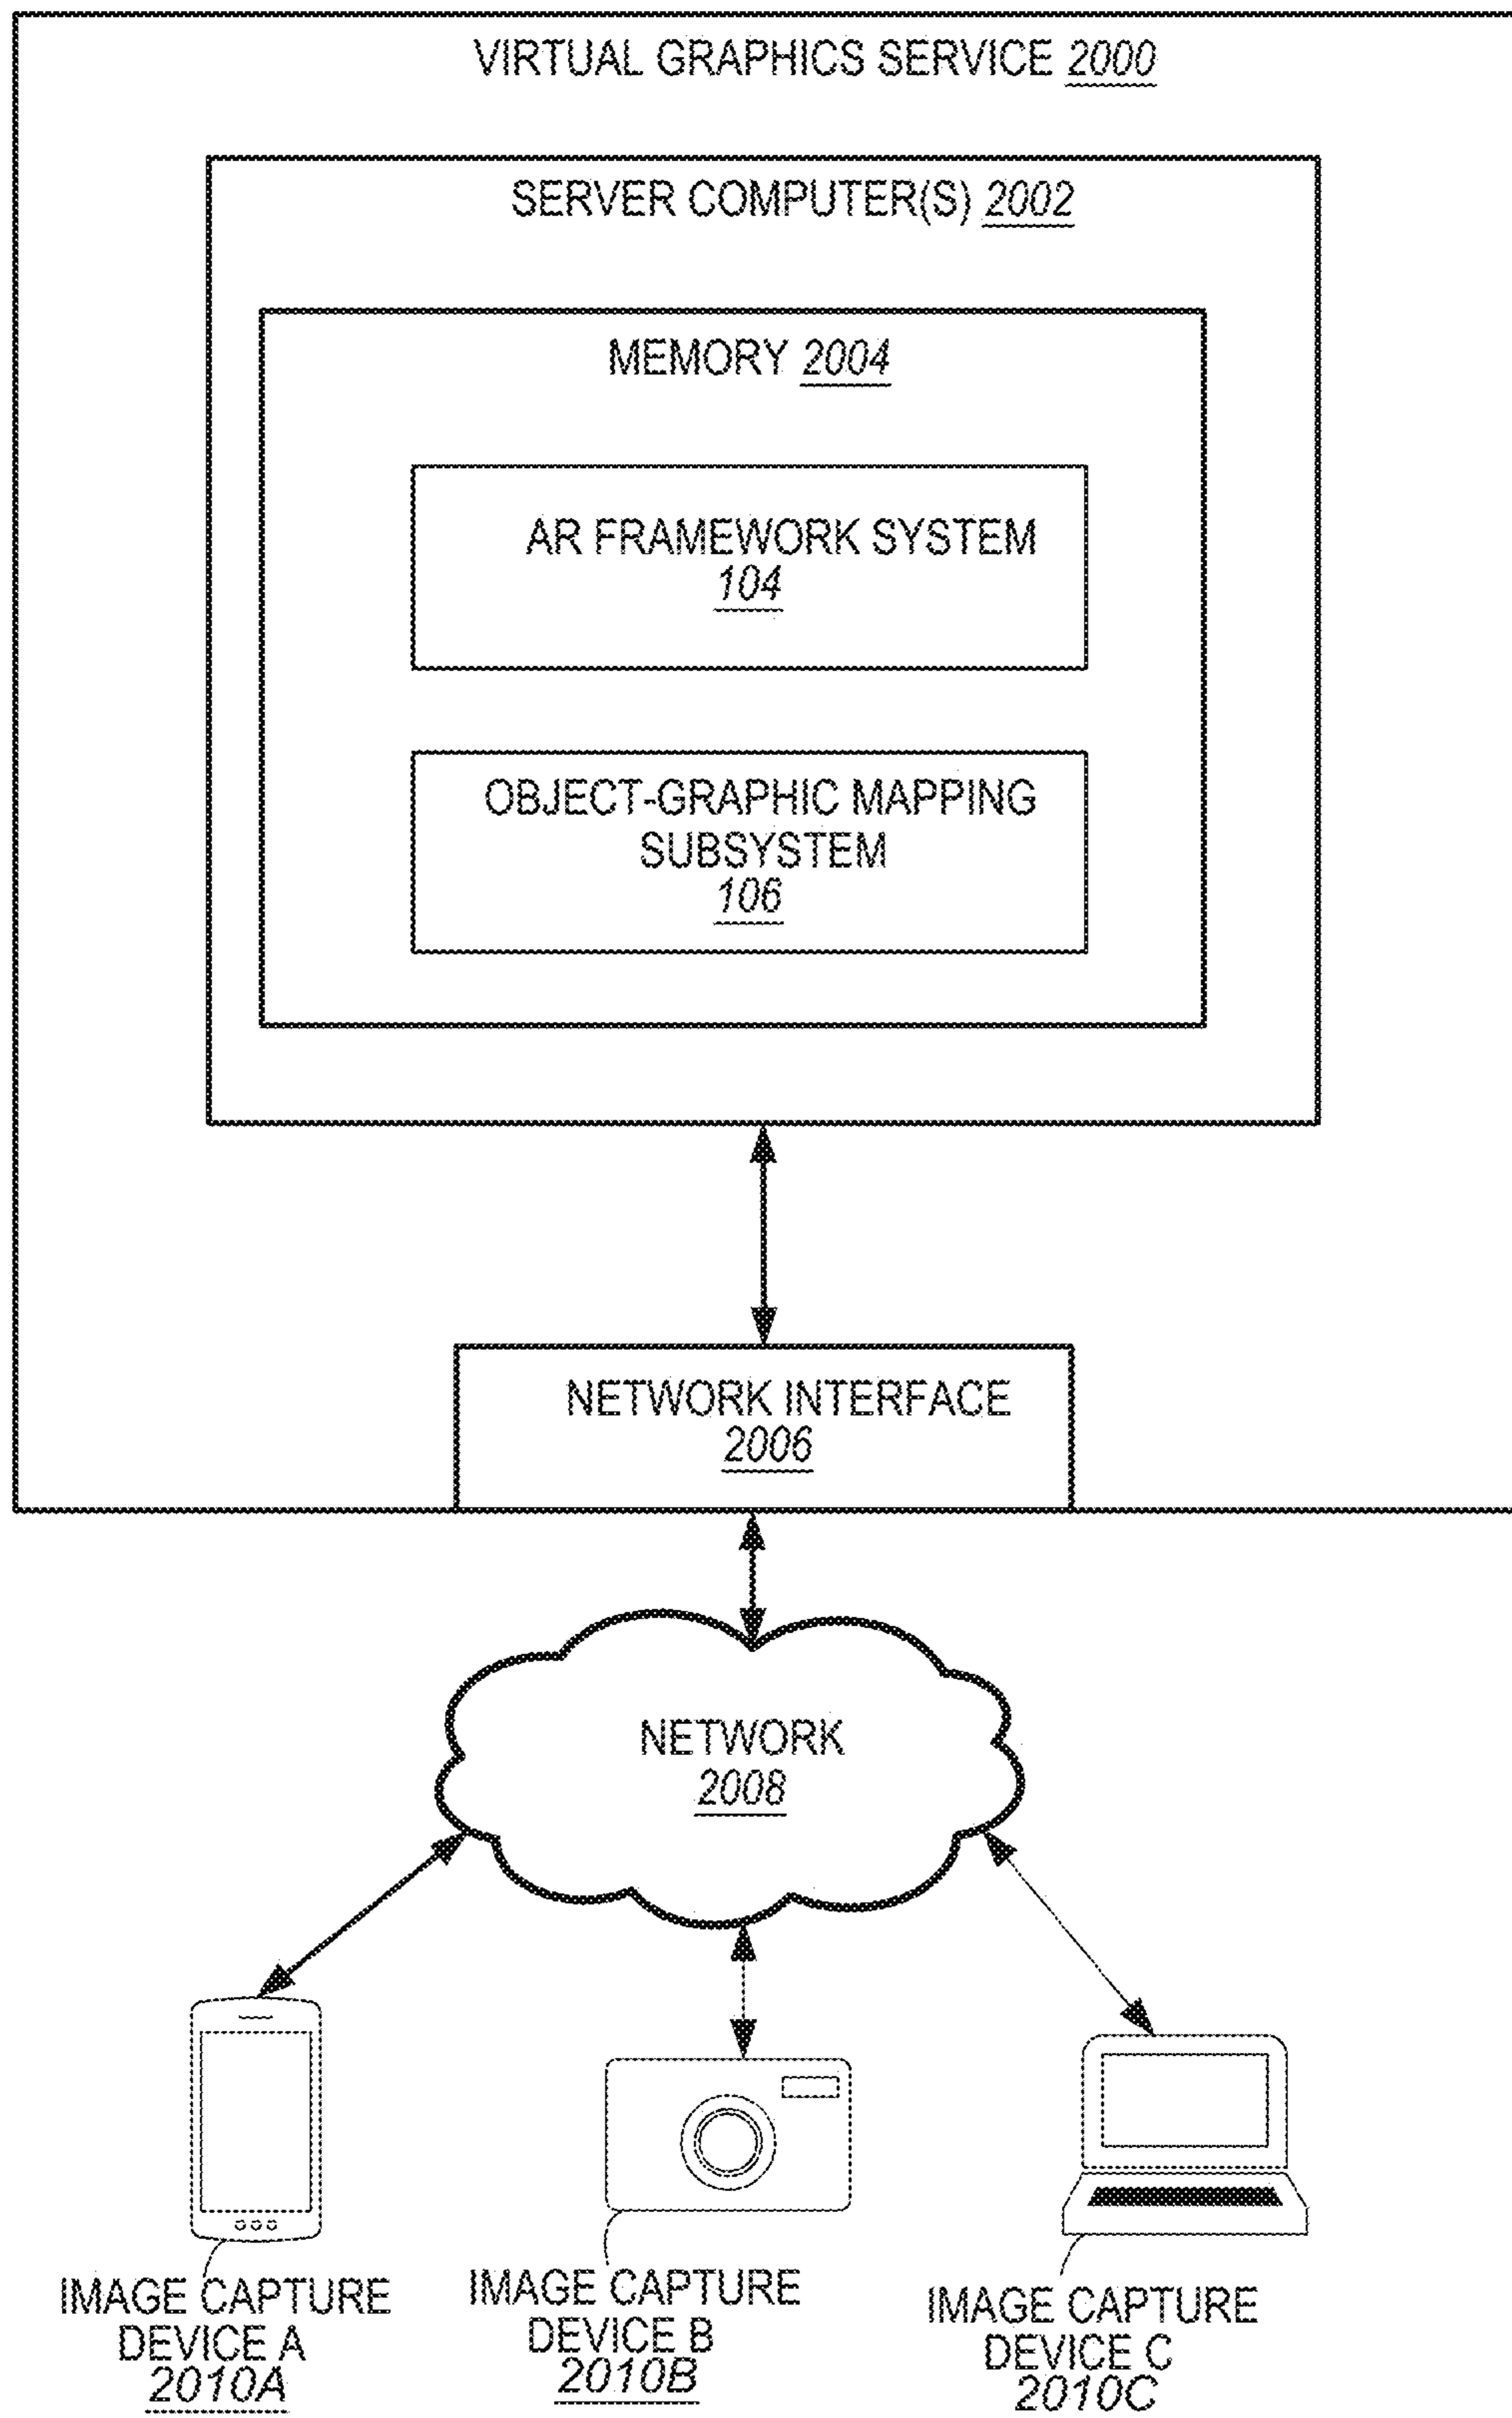 VIRTUAL GRAPHICS SERVICE 2000
SERVER COMPUTER(S) 2002
MEMORY 2004
AR FRAMEWORK SYSTEM
104
OBJECT-GRAPHIC MAPPING
SUBSYSTEM
106
NETWORK INTERFACE
2006
NETWORK
2008
IMAGE CAPTURE
DEVICE A
2010A
IMAGE CAPTURE
DEVICE B
2010B
IMAGE CAPTURE
DEVICE C
2010C